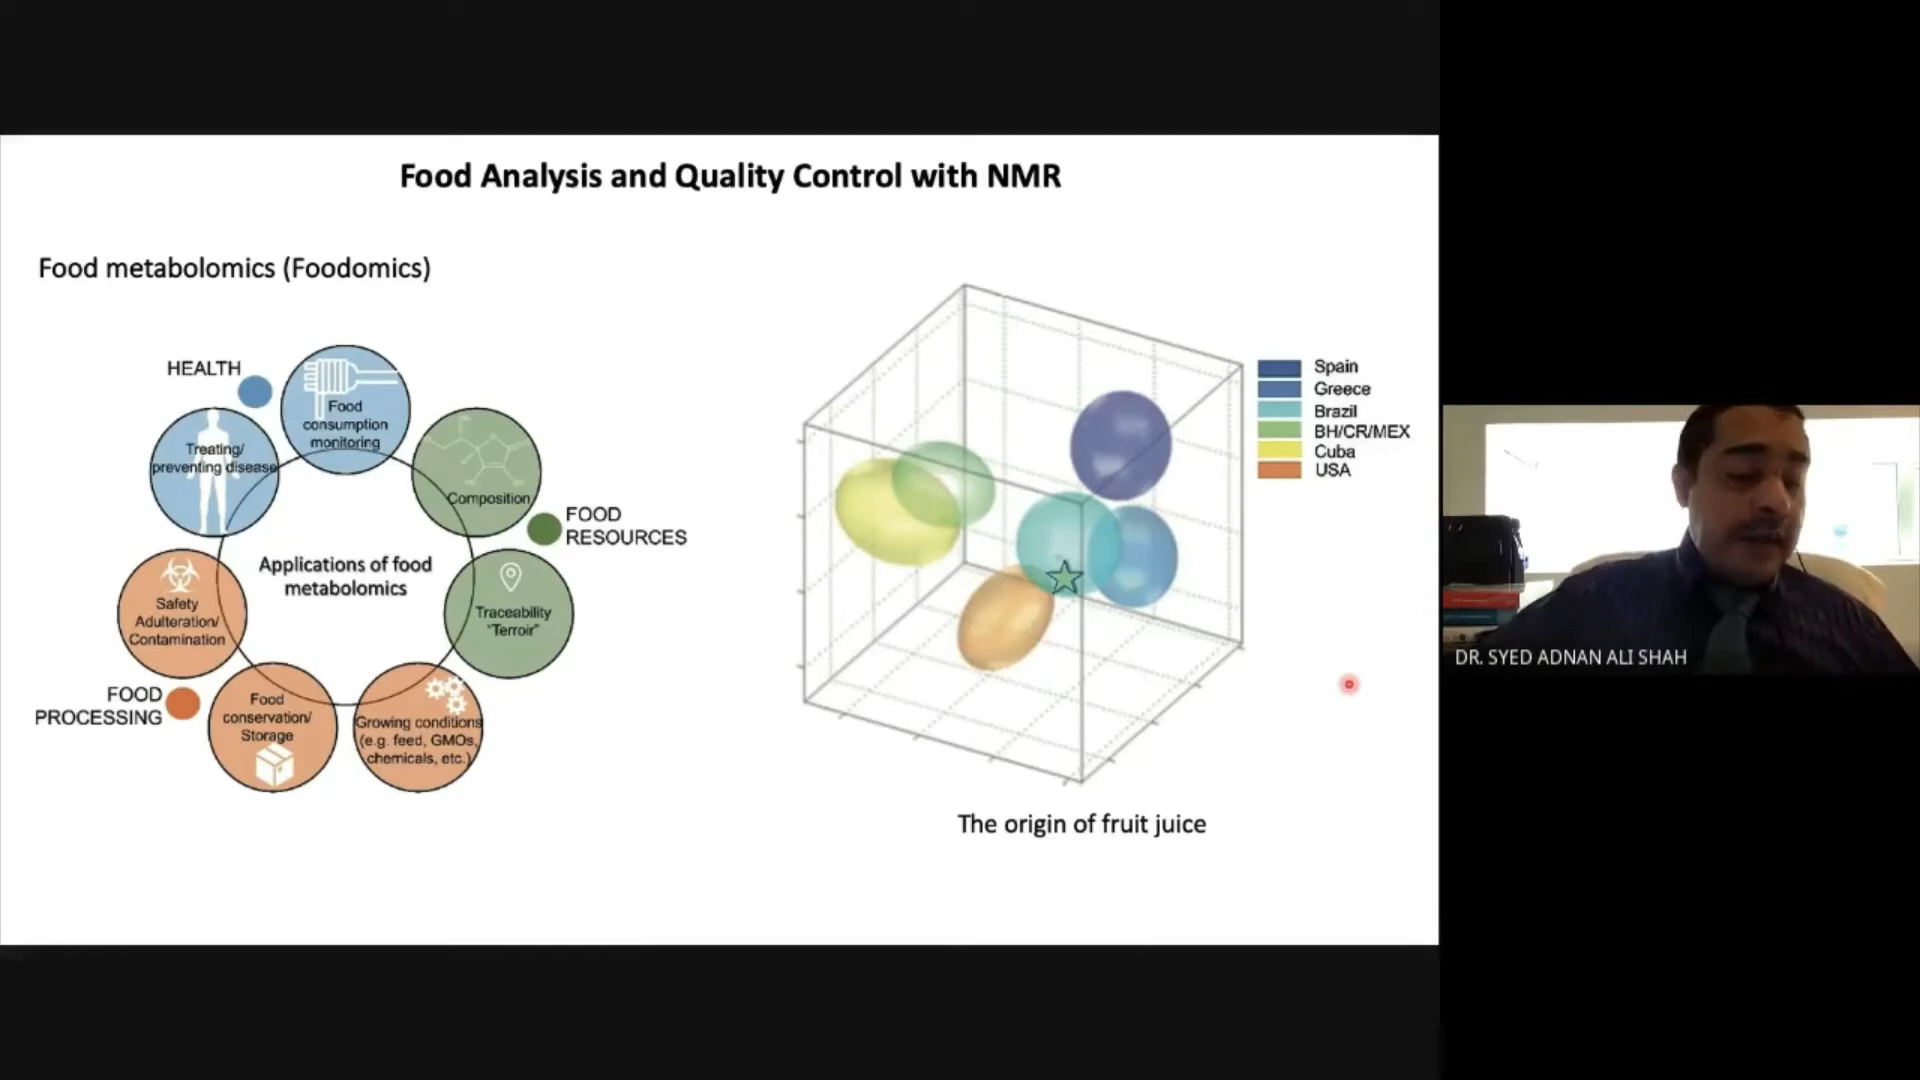 Food Analysis and Quality Control with NMR
Food metabolomics (Foodomics)
HEALTH
Food
consumption
monitoring
Treating/
preventing disease
Composition
FOOD
RESOURCES
Applications of food
metabolomics
Safety
Adulteration/
Contamination
Traceability
"Terroir"
FOOD
PROCESSING
Food
conservation/
Storage
Growing conditions
(e.g. feed, GMOs,
chemicals, etc.)
Spain
Greece
Brazil
BH/CR/MEX
Cuba
USA
The origin of fruit juice
DR. SYED ADNAN ALI SHAH